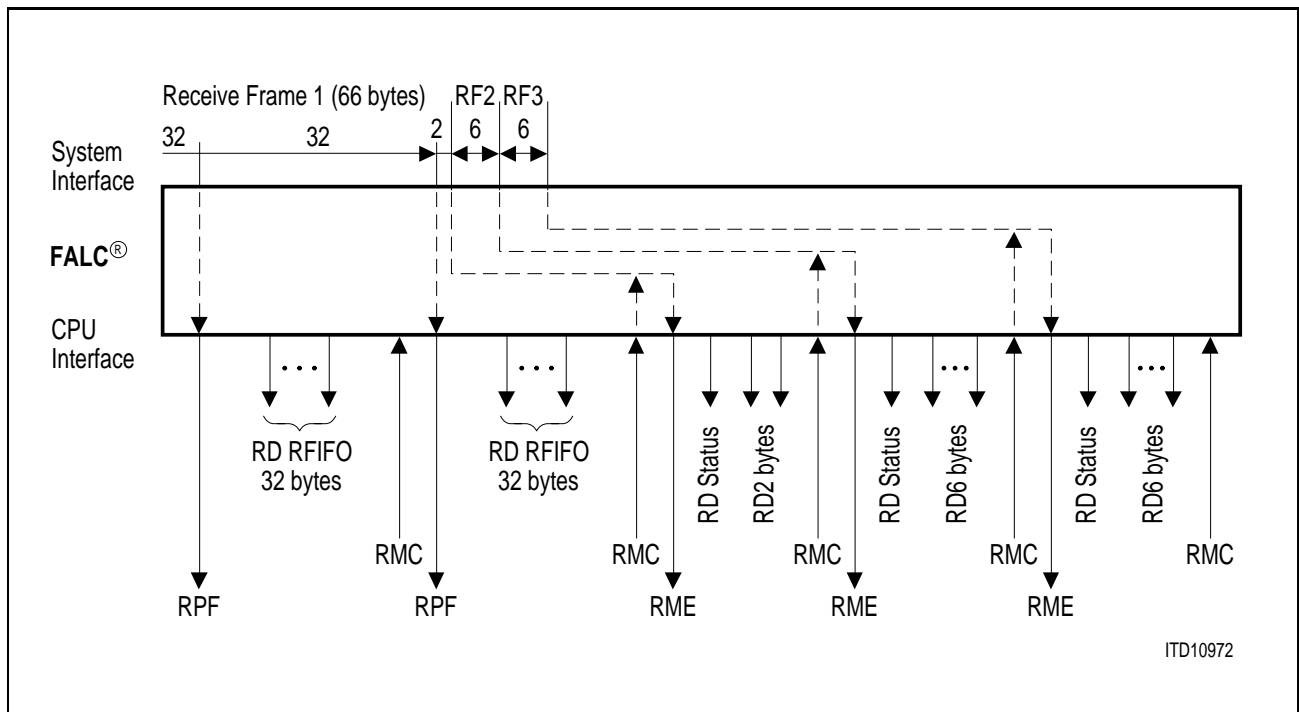 Receive Frame 1 (66 bytes) RF2 RF3
32 32 2 6 6
System
Interface
FALC®
CPU
Interface
RD RFIFO
32 bytes
RD RFIFO
32 bytes
RD Status
RD2 bytes
RD Status
RD6 bytes
RD Status
RD6 bytes
RMC RMC RMC RMC RMC
RPF RPF RME RME RME
ITD10972